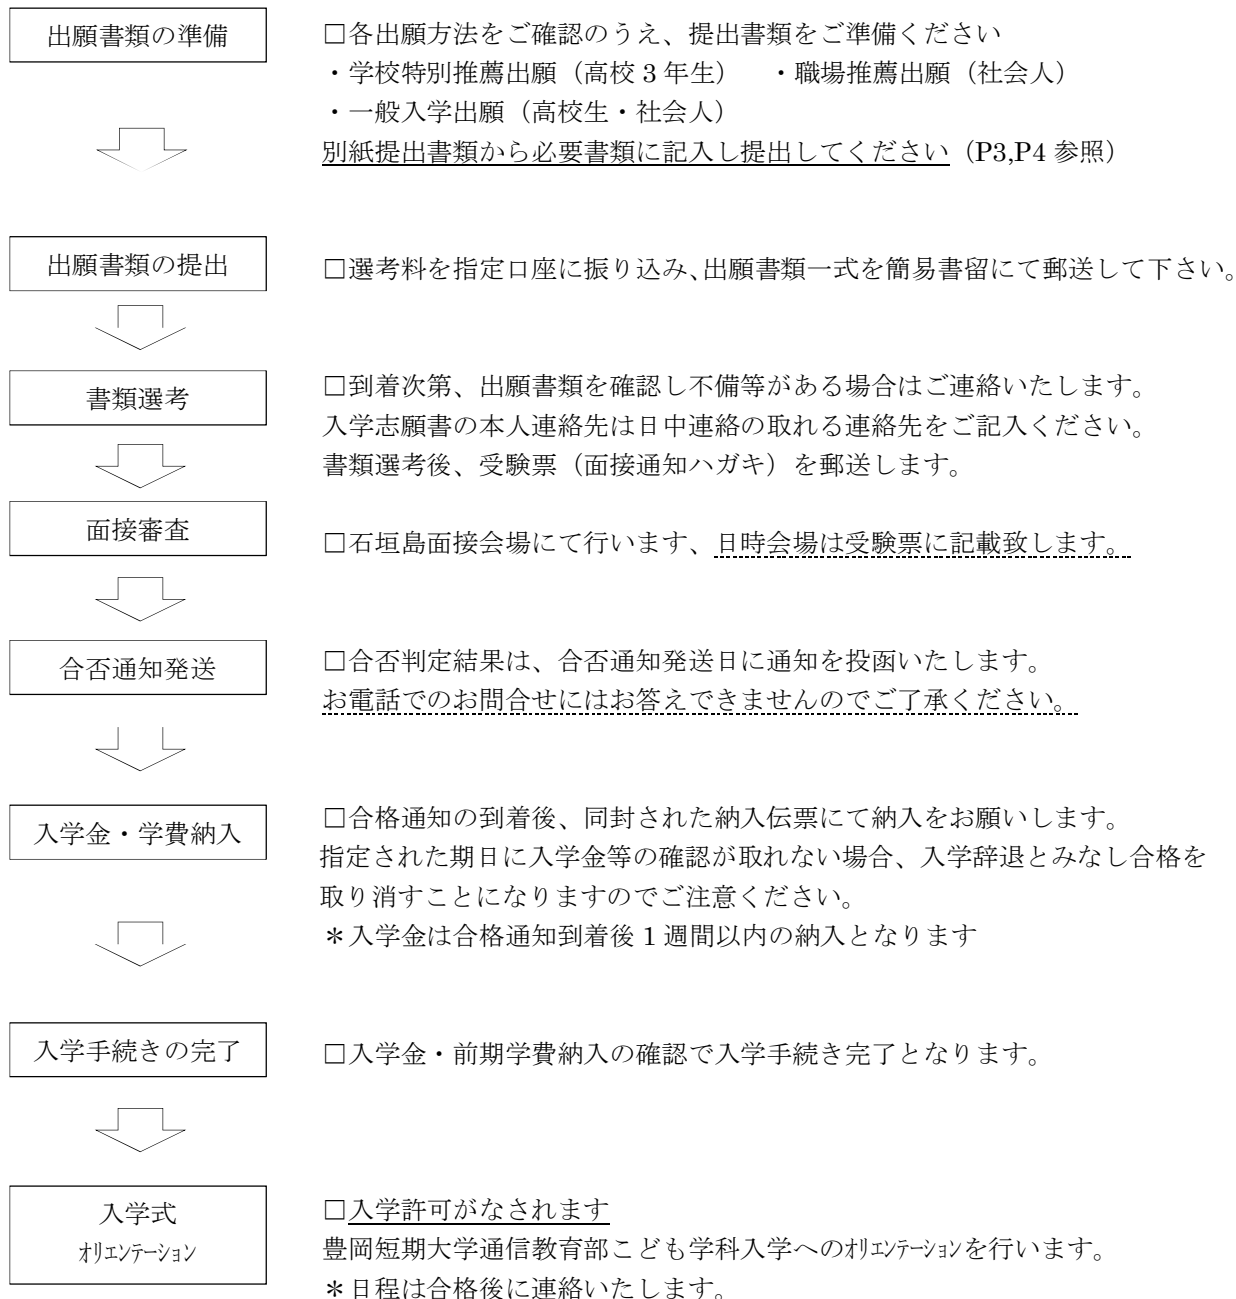 出願書類の準備
□各出願方法をご確認のうえ、提出書類をご準備ください
・学校特別推薦出願（高校 3 年生）　・職場推薦出願（社会人）
・一般入学出願（高校生・社会人）
別紙提出書類から必要書類に記入し提出してください（P3,P4 参照）
出願書類の提出
□選考料を指定口座に振り込み、出願書類一式を簡易書留にて郵送して下さい。
書類選考
□到着次第、出願書類を確認し不備等がある場合はご連絡いたします。
入学志願書の本人連絡先は日中連絡の取れる連絡先をご記入ください。
書類選考後、受験票（面接通知ハガキ）を郵送します。
面接審査
□石垣島面接会場にて行います、日時会場は受験票に記載致します。
合否通知発送
□合否判定結果は、合否通知発送日に通知を投函いたします。
お電話でのお問合せにはお答えできませんのでご了承ください。
入学金・学費納入
□合格通知の到着後、同封された納入伝票にて納入をお願いします。
指定された期日に入学金等の確認が取れない場合、入学辞退とみなし合格を
取り消すことになりますのでご注意ください。
＊入学金は合格通知到着後 1 週間以内の納入となります
入学手続きの完了
□入学金・前期学費納入の確認で入学手続き完了となります。
入学式
ｵﾘｴﾝﾃｰｼｮﾝ
□入学許可がなされます
豊岡短期大学通信教育部こども学科入学へのｵﾘｴﾝﾃｰｼｮﾝを行います。
＊日程は合格後に連絡いたします。